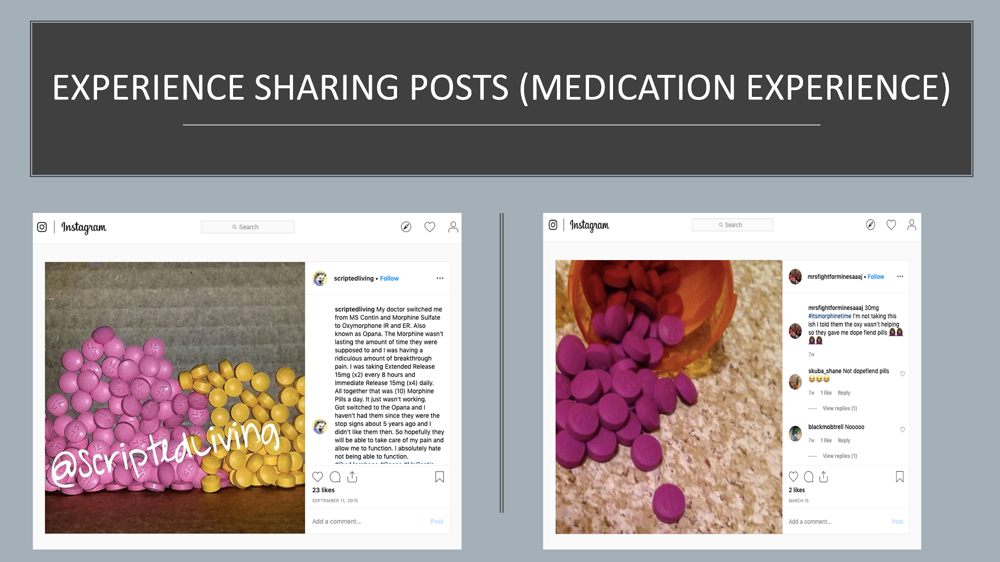 EXPERIENCE SHARING POSTS (MEDICATION EXPERIENCE)
Instagram
Search
scriptedliving • Follow
scriptedliving My doctor switched me
from MS Contin and Morphine Sulfate
to Oxymorphone IR and ER. Also
known as Opana. The Morphine wasn't
lasting the amount of time they were
supposed to and I was having a
ridiculous amount of breakthrough
pain. I was taking Extended Release
15mg (x2) every 8 hours and
Immediate Release 15mg (x4) daily.
All together that was (10) Morphine
Pills a day. It just wasn't working.
Got switched to the Opana and I
haven't had them since they were the
stop signs about 5 years ago and I
didn't like them then. So hopefully they
will be able to take care of my pain and
allow me to function. I absolutely hate
not being able to function.
#OxyMorphone #Opana #MsContin
23 likes
SEPTEMBER 11, 2015
Add a comment... Post
@scriptedLiving
Instagram
Search
mrsfightforminesaaaj • Follow
mrsfightforminesaaaj 30mg
#itsmorphinetime I'm not taking this
ish I told them the oxy wasn't helping
so they gave me dope fiend pills 🤦🏾‍♀️🤦🏾‍♀️
🤦🏾‍♀️🤦🏾‍♀️
7w
skuba_shane Not dopefiend pills
😂😂😂
7w 1 like Reply
View replies (1)
blackmobtrell Nooooo
7w 1 like Reply
View replies (1)
2 likes
MARCH 15
Add a comment... Post